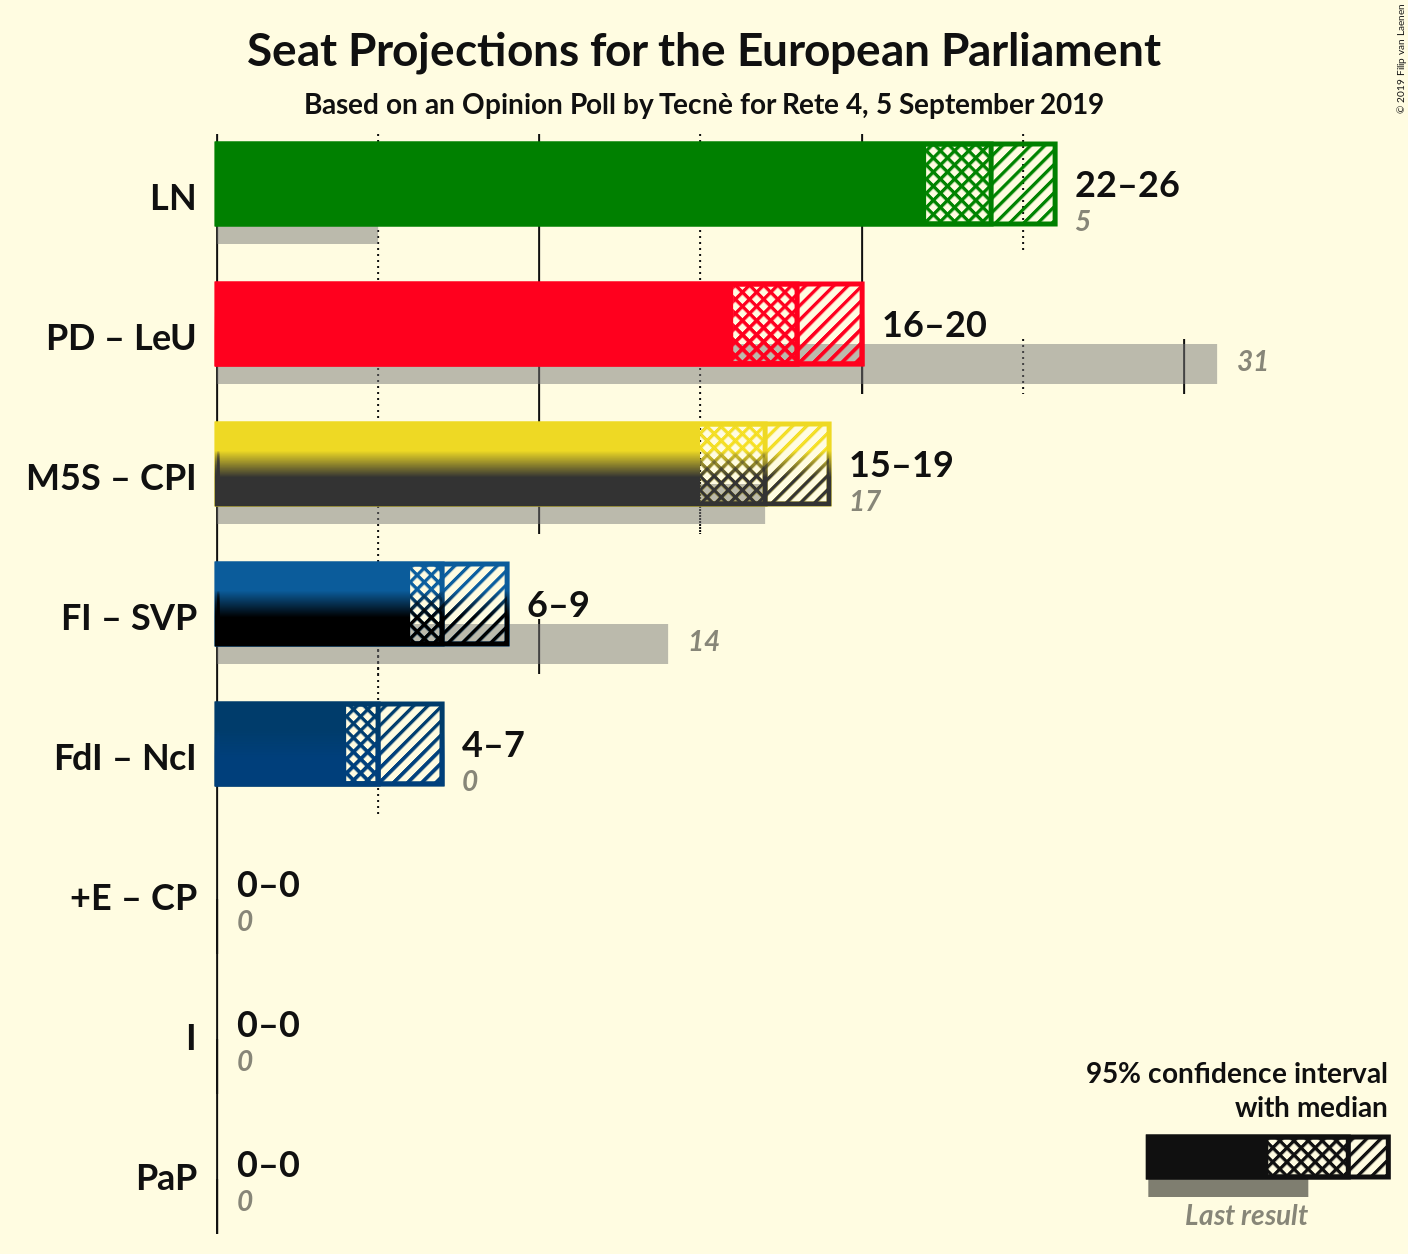 Seat Projections for the European Parliament
Based on an Opinion Poll by Tecnè for Rete 4, 5 September 2019
© 2019 Filip van Laenen
LN
22–26
5
PD – LeU
16–20
31
M5S – CPI
15–19
17
FI – SVP
6–9
14
FdI – NcI
4–7
0
+E – CP
0–0
0
I
0–0
0
PaP
0–0
0
95% confidence interval
with median
Last result